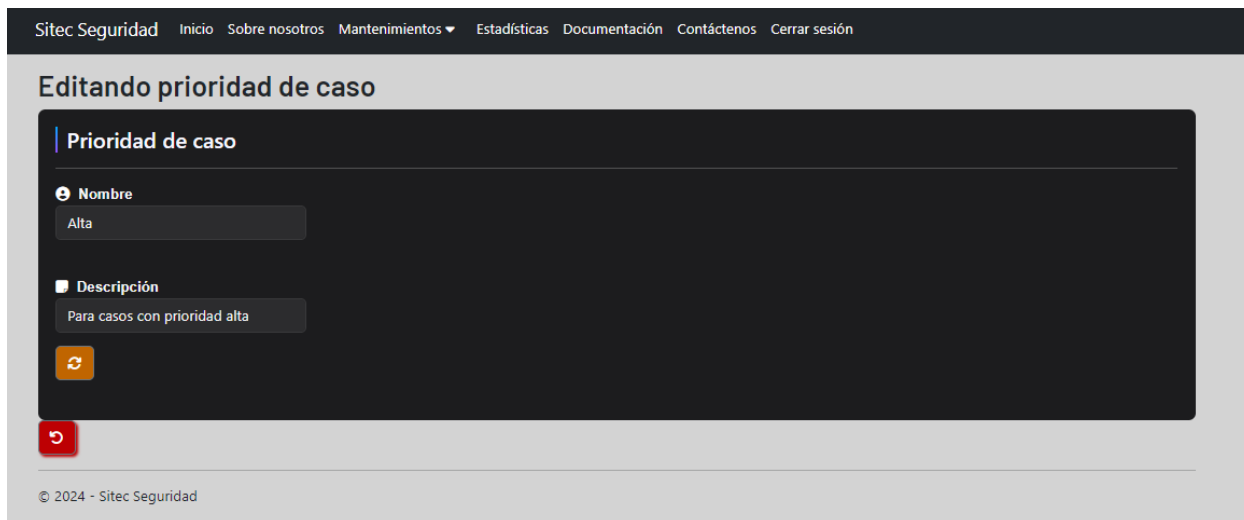 Sitec Seguridad Inicio Sobre nosotros Mantenimientos Estadísticas Documentación Contáctenos Cerrar sesión
Editando prioridad de caso
Prioridad de caso
Nombre
Alta
Descripción
Para casos con prioridad alta
© 2024 - Sitec Seguridad